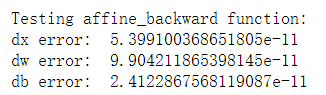 Testing affine_backward function:
dx error:  5.399100368651805e-11
dw error:  9.904211865398145e-11
db error:  2.4122867568119087e-11